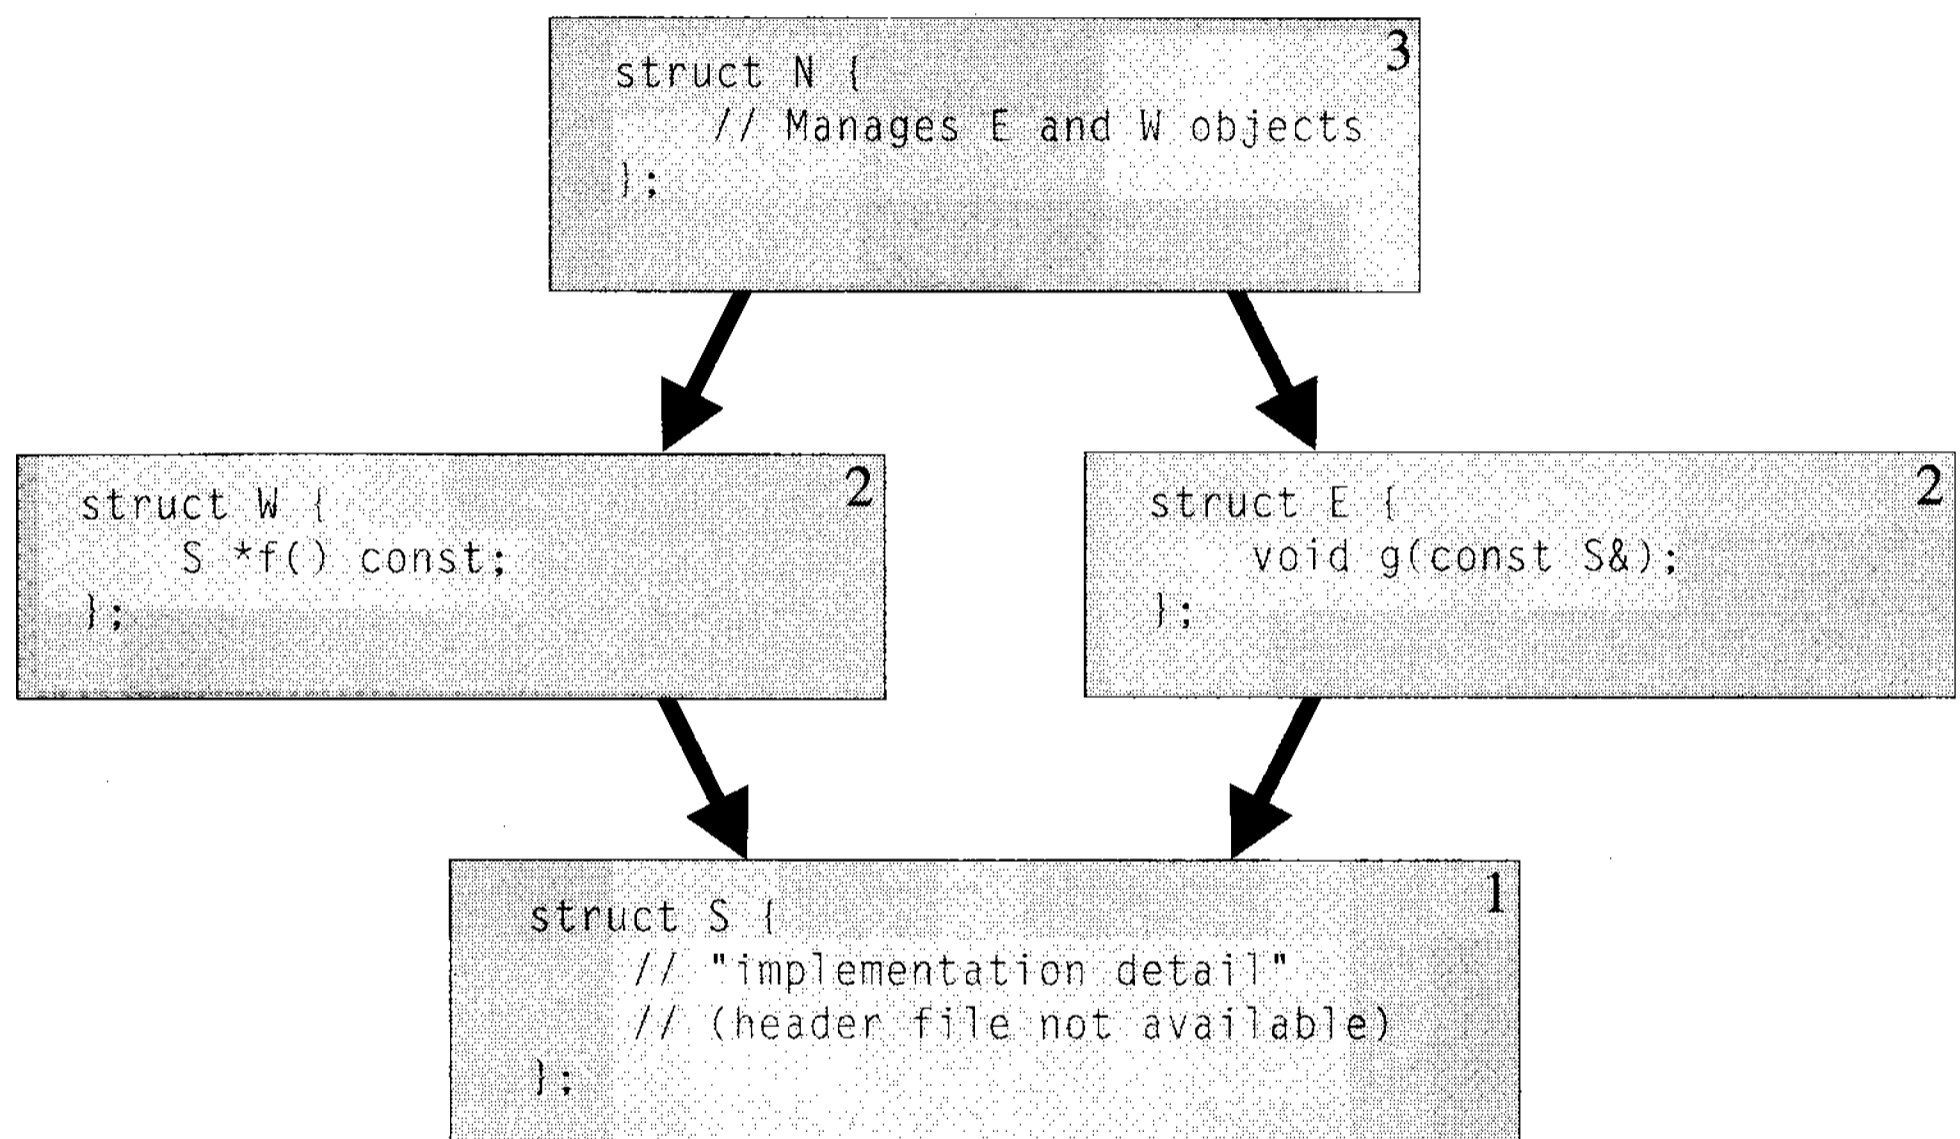 3
struct N {
// Manages E and W objects
};
2
struct W {
S *f() const;
};
2
struct E {
void g(const S&);
};
1
struct S {
// "implementation detail"
// (header file not available)
};